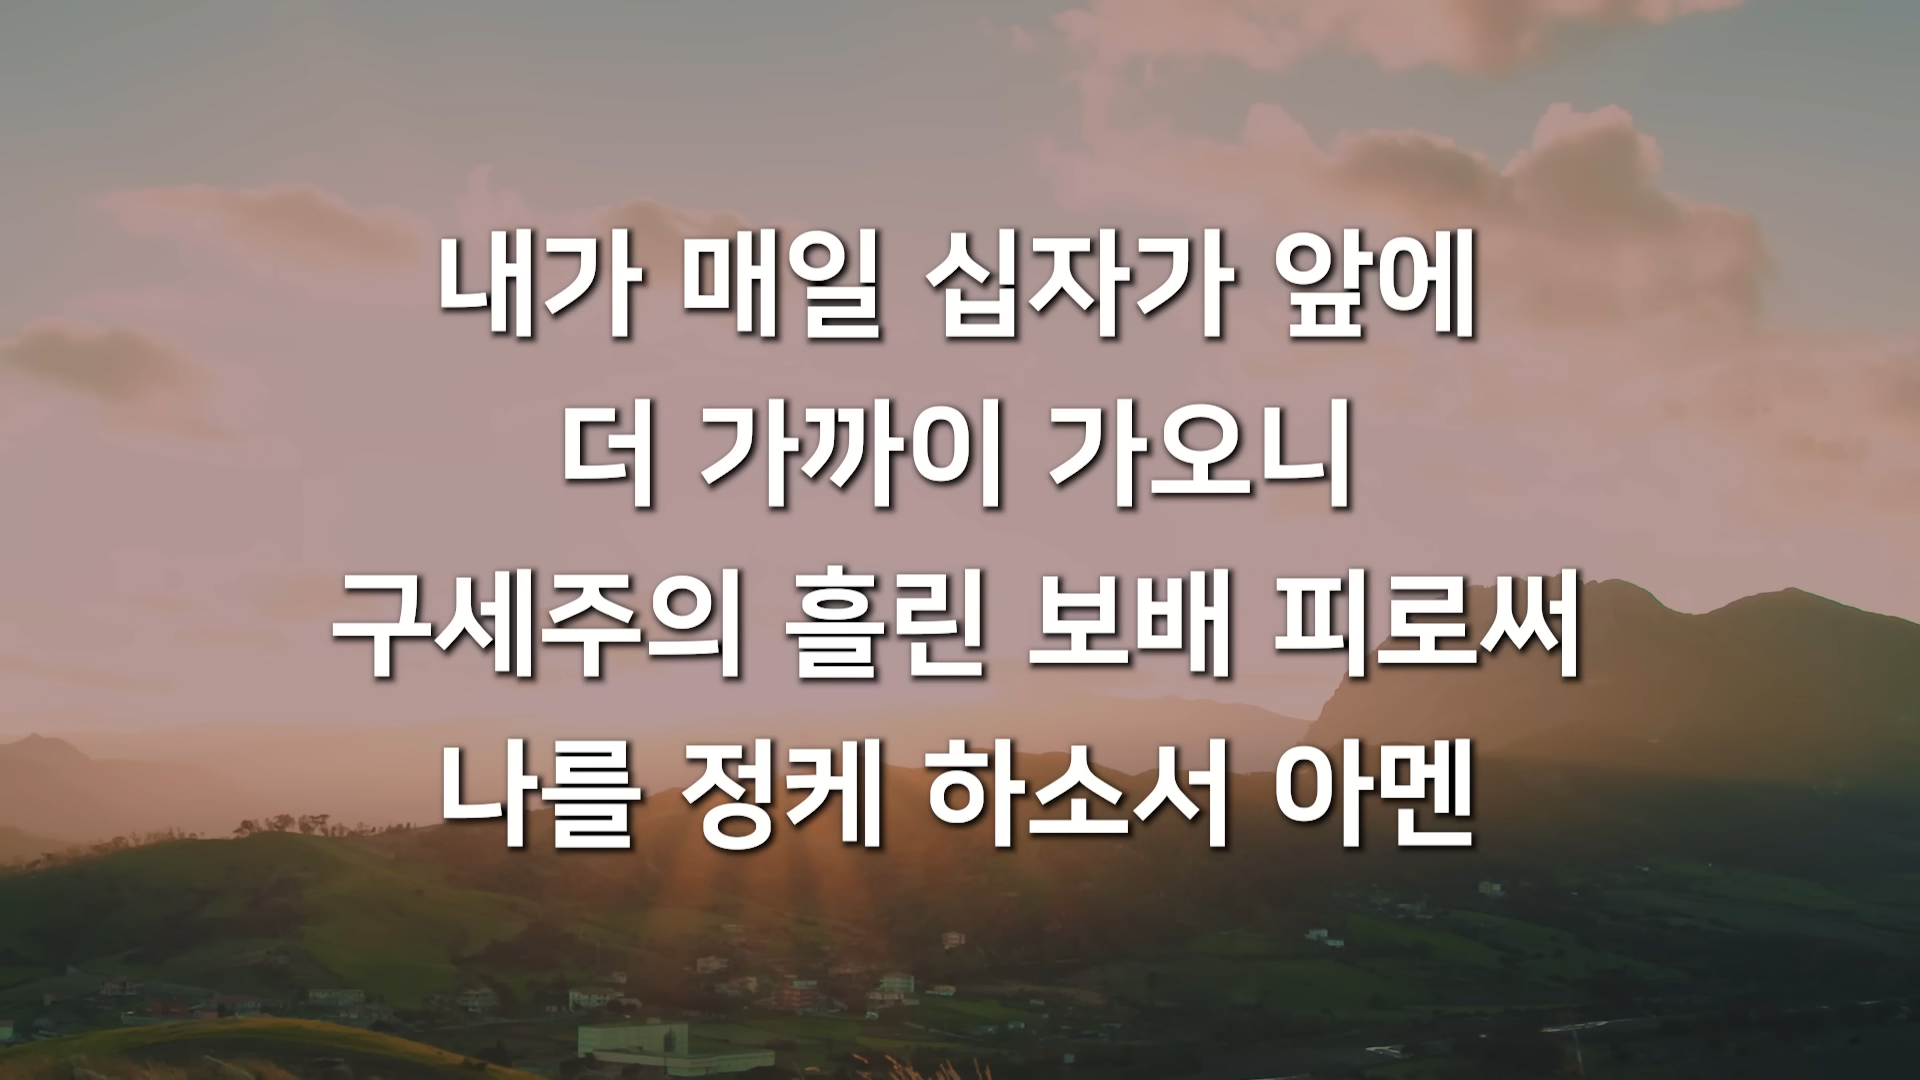 내가 매일 십자가 앞에
더 가까이 가오니
구세주의 흘린 보배 피로써
나를 정케 하소서 아멘